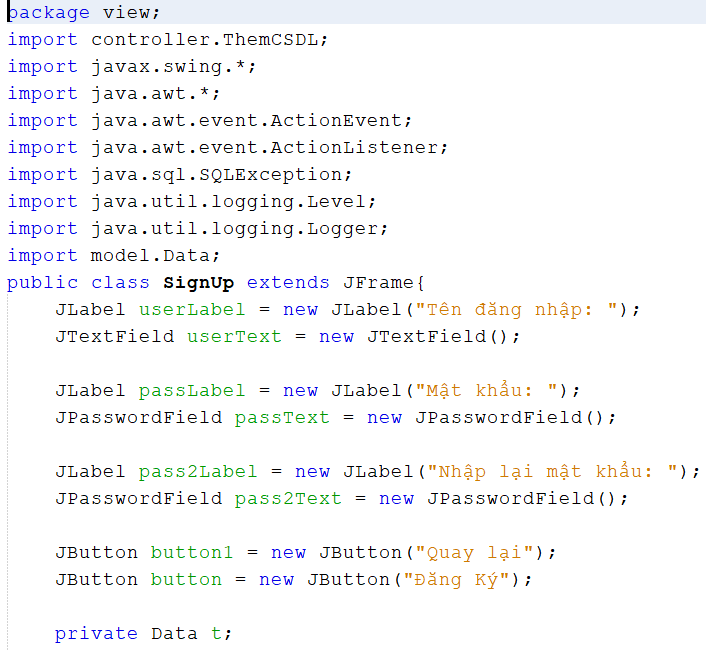 package view;
import controller.ThemCSDL;
import javax.swing.*;
import java.awt.*;
import java.awt.event.ActionEvent;
import java.awt.event.ActionListener;
import java.sql.SQLException;
import java.util.logging.Level;
import java.util.logging.Logger;
import model.Data;
public class SignUp extends JFrame{
    JLabel userLabel = new JLabel("Tên đăng nhập: ");
    JTextField userText = new JTextField();

    JLabel passLabel = new JLabel("Mật khẩu: ");
    JPasswordField passText = new JPasswordField();

    JLabel pass2Label = new JLabel("Nhập lại mật khẩu: ");
    JPasswordField pass2Text = new JPasswordField();

    JButton button1 = new JButton("Quay lại");
    JButton button = new JButton("Đăng Ký");

    private Data t;